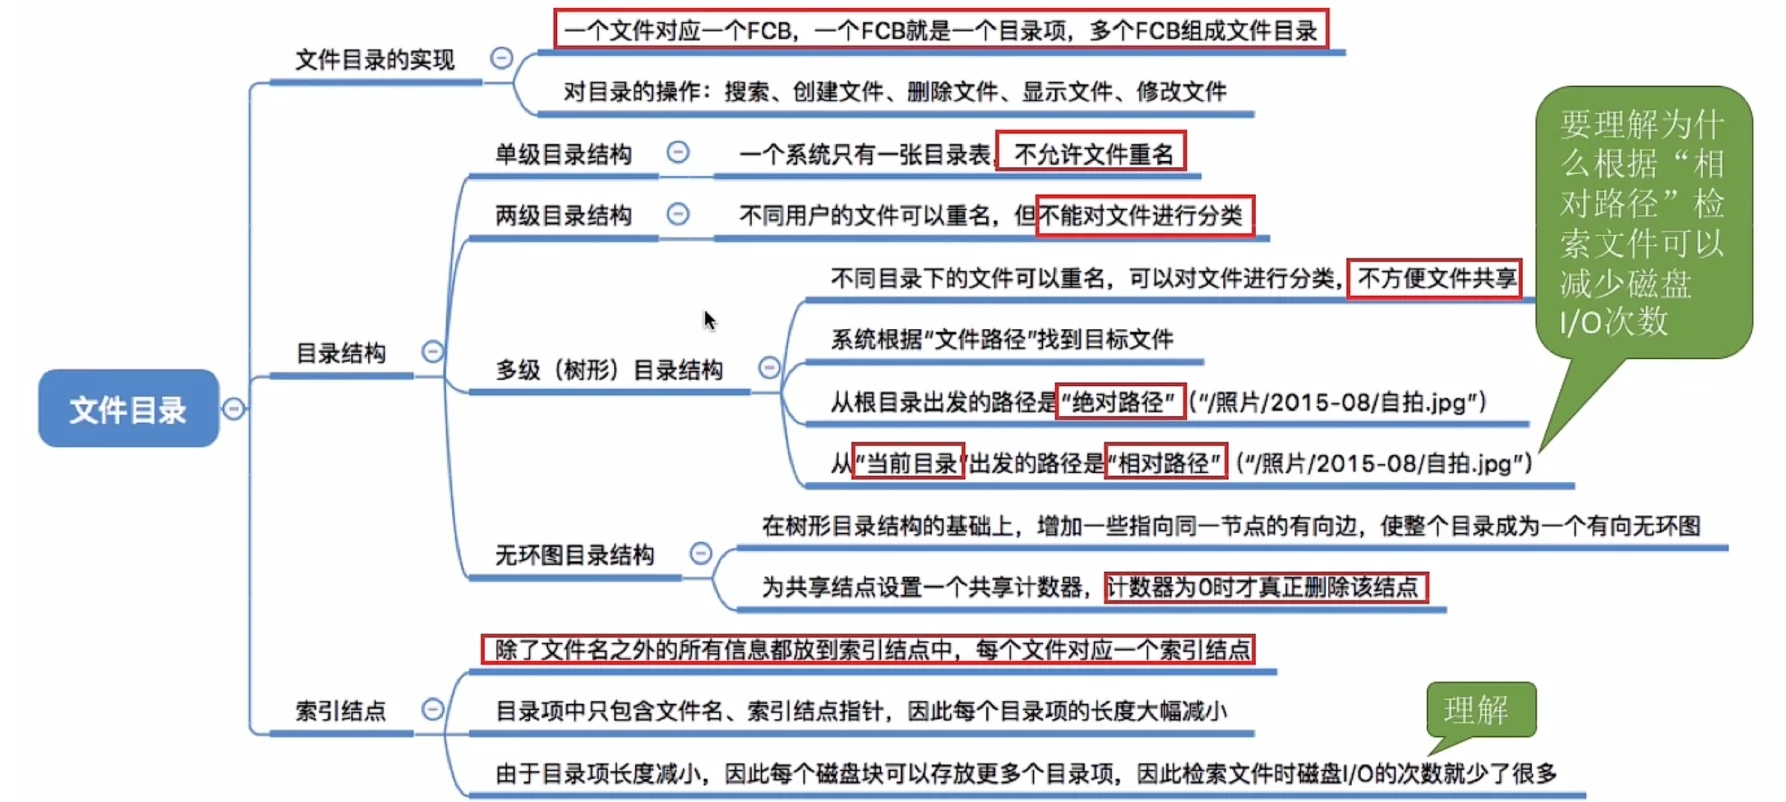 文件目录
文件目录的实现
一个文件对应一个FCB，一个FCB就是一个目录项，多个FCB组成文件目录
对目录的操作：搜索、创建文件、删除文件、显示文件、修改文件
目录结构
单级目录结构
一个系统只有一张目录表，不允许文件重名
两级目录结构
不同用户的文件可以重名，但不能对文件进行分类
多级（树形）目录结构
不同目录下的文件可以重名，可以对文件进行分类，不方便文件共享
系统根据“文件路径”找到目标文件
从根目录出发的路径是“绝对路径”（“/照片/2015-08/自拍.jpg”）
从“当前目录”出发的路径是“相对路径”（“/照片/2015-08/自拍.jpg”）
要理解为什
么根据“相
对路径”检
索文件可以
减少磁盘
I/O次数
无环图目录结构
在树形目录结构的基础上，增加一些指向同一节点的有向边，使整个目录成为一个有向无环图
为共享结点设置一个共享计数器，计数器为0时才真正删除该结点
索引结点
除了文件名之外的所有信息都放到索引结点中，每个文件对应一个索引结点
目录项中只包含文件名、索引结点指针，因此每个目录项的长度大幅减小
由于目录项长度减小，因此每个磁盘块可以存放更多个目录项，因此检索文件时磁盘I/O的次数就少了很多
理解